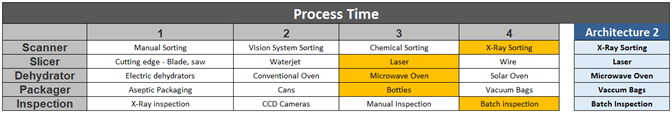 Process Time
1 2 3 4 Architecture 2
Scanner Manual Sorting Vision System Sorting Chemical Sorting X-Ray Sorting X-Ray Sorting
Slicer Cutting edge - Blade, saw Waterjet Laser Wire Laser
Dehydrator Electric dehydrators Conventional Oven Microwave Oven Solar Oven Microwave Oven
Packager Aseptic Packaging Cans Bottles Vacuum Bags Vaccum Bags
Inspection X-Ray inspection CCD Cameras Manual Inspection Batch inspection Batch Inspection